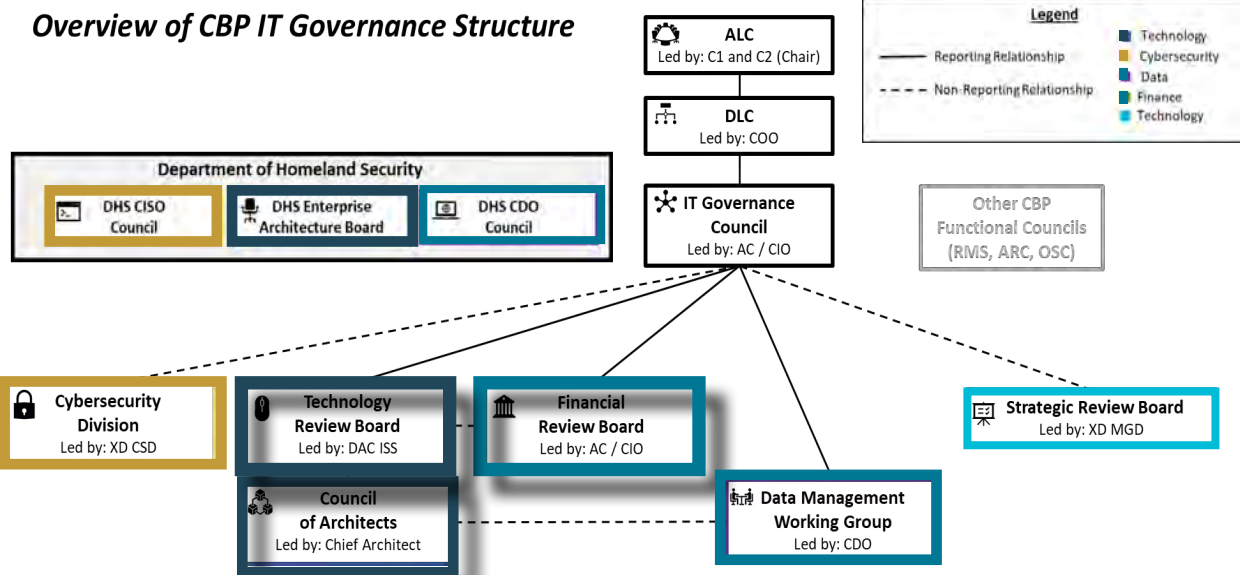 Overview of CBP IT Governance Structure
ALC
Led by: C1 and C2 (Chair)
Legend
Reporting Relationship
Non-Reporting Relationship
Technology
Cybersecurity
Data
Finance
Technology
DLC
Led by: COO
Department of Homeland Security
DHS CISO
Council
DHS Enterprise
Architecture Board
DHS CDO
Council
IT Governance
Council
Led by: AC / CIO
Other CBP
Functional Councils
(RMS, ARC, OSC)
Cybersecurity
Division
Led by: XD CSD
Technology
Review Board
Led by: DAC ISS
Financial
Review Board
Led by: AC / CIO
Strategic Review Board
Led by: XD MGD
Council
of Architects
Led by: Chief Architect
Data Management
Working Group
Led by: CDO